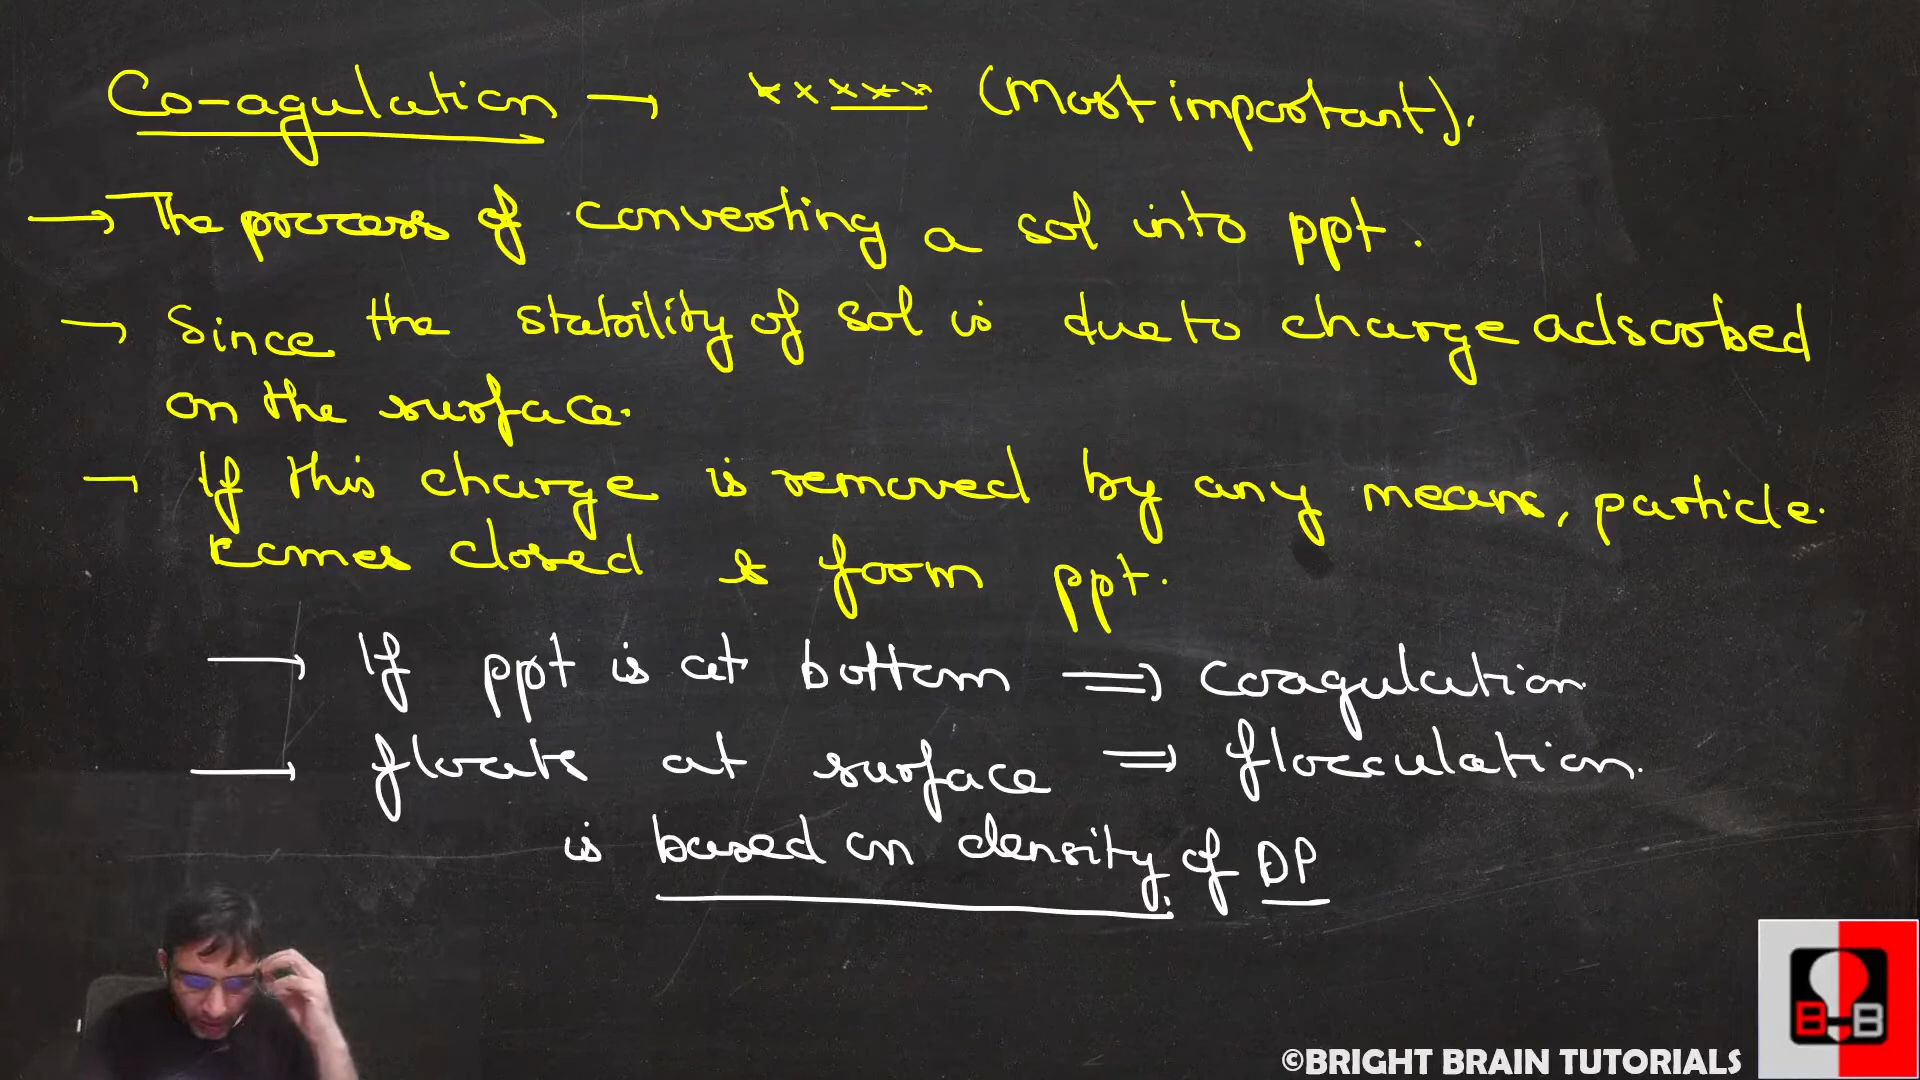 Co-agulation → ××××× (Most important).
→ The process of converting a sol into ppt.
→ Since the stability of sol is due to charge adsorbed
on the surface.
→ If this charge is removed by any means, particle
comes closed & form ppt.
→ If ppt is at bottom ⇒ coagulation
→ floats at surface ⇒ flocculation.
is based on density of DP
B-B
©BRIGHT BRAIN TUTORIALS